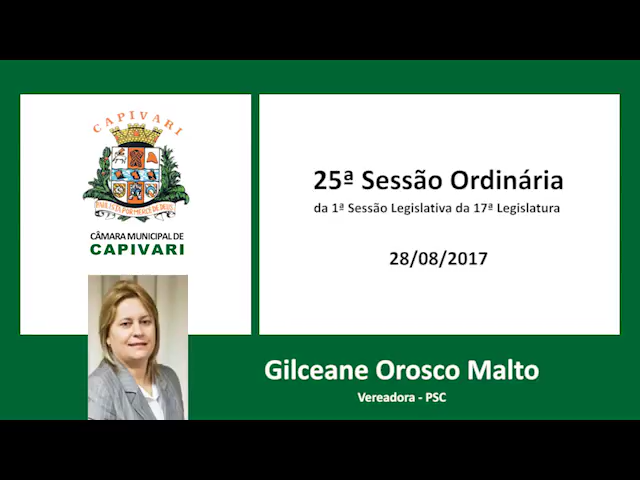 CAPIVARI
CÂMARA MUNICIPAL DE
CAPIVARI
25ª Sessão Ordinária
da 1ª Sessão Legislativa da 17ª Legislatura
28/08/2017
Gilceane Orosco Malto
Vereadora - PSC